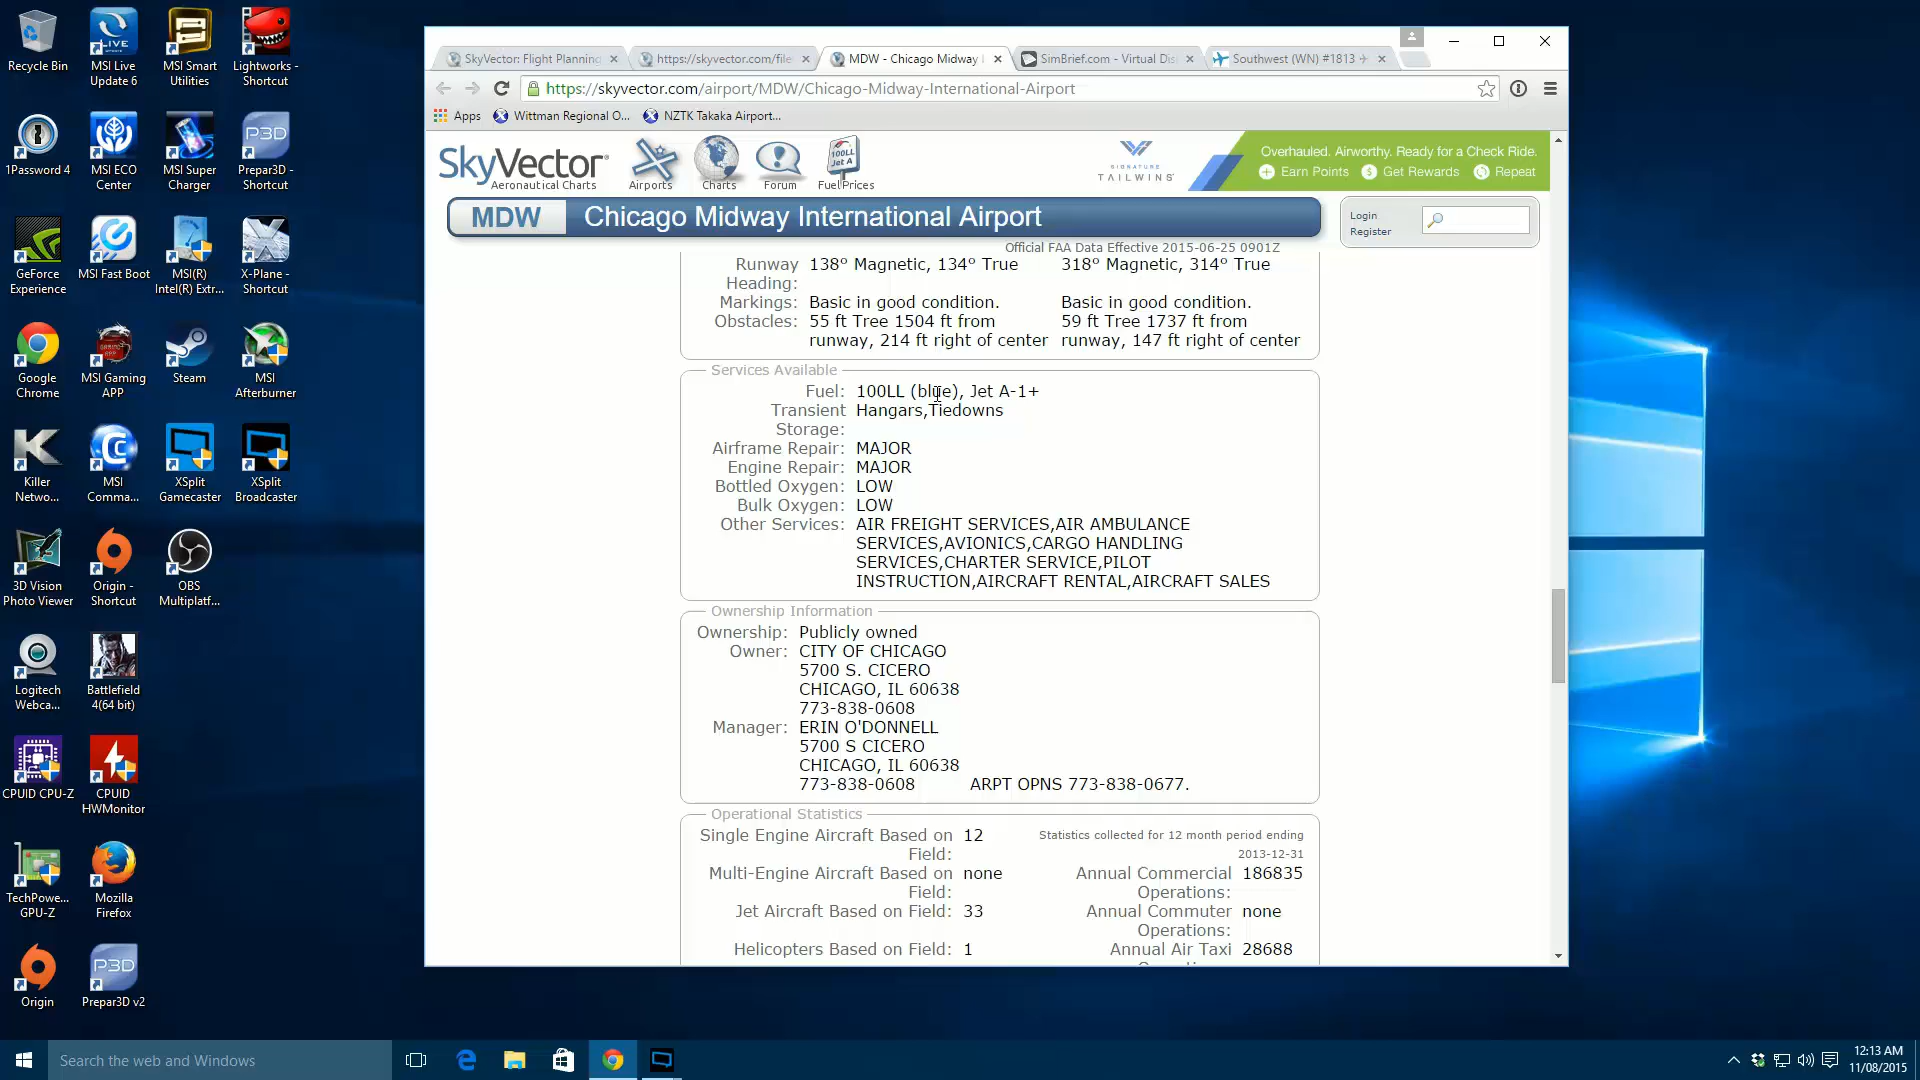 Recycle Bin
MSI Live
Update 6
MSI Smart
Utilities
Lightworks -
Shortcut
1Password 4
MSI ECO
Center
MSI Super
Charger
Prepar3D -
Shortcut
GeForce
Experience
MSI Fast Boot
MSI(R)
Intel(R) Extr...
X-Plane -
Shortcut
Google
Chrome
MSI Gaming
APP
Steam
MSI
Afterburner
Killer
Netwo...
MSI
Comma...
XSplit
Gamecaster
XSplit
Broadcaster
3D Vision
Photo Viewer
Origin -
Shortcut
OBS
Multiplatf...
Logitech
Webca...
Battlefield
4(64 bit)
CPUID CPU-Z
CPUID
HWMonitor
TechPowe...
GPU-Z
Mozilla
Firefox
Origin
Prepar3D v2
SkyVector: Flight Planning
https://skyvector.com/file
MDW - Chicago Midway
SimBrief.com - Virtual Dis
Southwest (WN) #1813
https://skyvector.com/airport/MDW/Chicago-Midway-International-Airport
Apps
Wittman Regional O...
NZTK Takaka Airport...
SkyVector
Aeronautical Charts
Airports
Charts
Forum
100LL
Jet A
Fuel Prices
SIGNATURE
TAILWINS
Overhauled. Airworthy. Ready for a Check Ride.
Earn Points
Get Rewards
Repeat
MDW
Chicago Midway International Airport
Login
Register
Official FAA Data Effective 2015-06-25 0901Z
Runway 138º Magnetic, 134º True 318º Magnetic, 314º True
Heading:
Markings: Basic in good condition. Basic in good condition.
Obstacles: 55 ft Tree 1504 ft from 59 ft Tree 1737 ft from
runway, 214 ft right of center runway, 147 ft right of center
Services Available
Fuel: 100LL (blue), Jet A-1+
Transient Hangars,Tiedowns
Storage:
Airframe Repair: MAJOR
Engine Repair: MAJOR
Bottled Oxygen: LOW
Bulk Oxygen: LOW
Other Services: AIR FREIGHT SERVICES,AIR AMBULANCE
SERVICES,AVIONICS,CARGO HANDLING
SERVICES,CHARTER SERVICE,PILOT
INSTRUCTION,AIRCRAFT RENTAL,AIRCRAFT SALES
Ownership Information
Ownership: Publicly owned
Owner: CITY OF CHICAGO
5700 S. CICERO
CHICAGO, IL 60638
773-838-0608
Manager: ERIN O'DONNELL
5700 S CICERO
CHICAGO, IL 60638
773-838-0608 ARPT OPNS 773-838-0677.
Operational Statistics
Single Engine Aircraft Based on 12 Statistics collected for 12 month period ending
Field: 2013-12-31
Multi-Engine Aircraft Based on none Annual Commercial 186835
Field: Operations:
Jet Aircraft Based on Field: 33 Annual Commuter none
Operations:
Helicopters Based on Field: 1 Annual Air Taxi 28688
Search the web and Windows
12:13 AM
11/08/2015